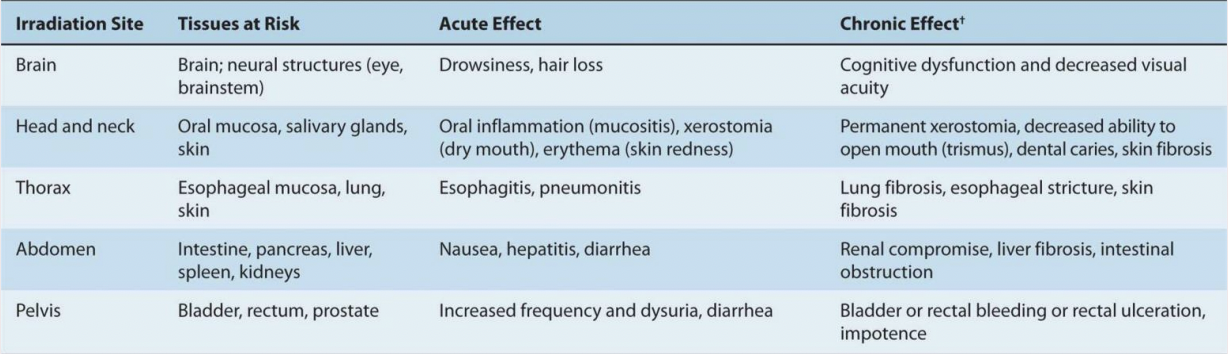 Irradiation Site Tissues at Risk Acute Effect Chronic Effect†
Brain Brain; neural structures (eye, Drowsiness, hair loss Cognitive dysfunction and decreased visual
brainstem) acuity
Head and neck Oral mucosa, salivary glands, Oral inflammation (mucositis), xerostomia Permanent xerostomia, decreased ability to
skin (dry mouth), erythema (skin redness) open mouth (trismus), dental caries, skin fibrosis
Thorax Esophageal mucosa, lung, Esophagitis, pneumonitis Lung fibrosis, esophageal stricture, skin
skin fibrosis
Abdomen Intestine, pancreas, liver, Nausea, hepatitis, diarrhea Renal compromise, liver fibrosis, intestinal
spleen, kidneys obstruction
Pelvis Bladder, rectum, prostate Increased frequency and dysuria, diarrhea Bladder or rectal bleeding or rectal ulceration,
impotence